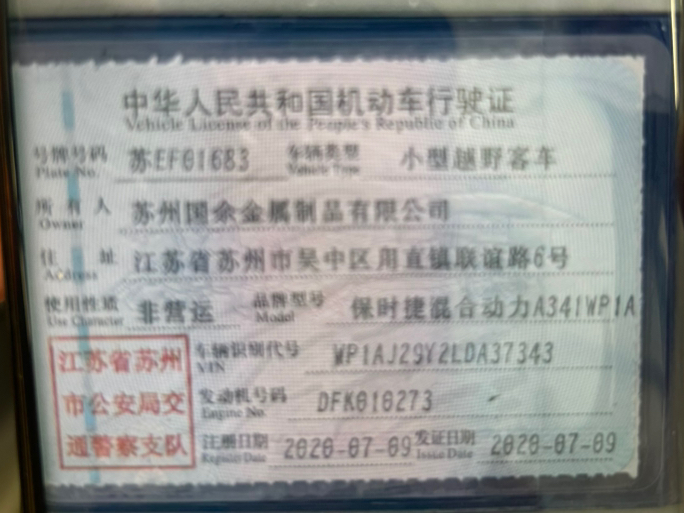 中华人民共和国机动车行驶证
Vehicle License of the People's Republic of China
号牌号码 苏EF01683 车辆类型 小型越野客车
Plate No. Vehicle Type
所有人 苏州国余金属制品有限公司
Owner
住址 江苏省苏州市吴中区甪直镇联谊路6号
Address
使用性质 非营运 品牌型号 保时捷混合动力A341WP1A
Use Character Model
江苏省苏州 车辆识别代号 WP1AJ29Y2LDA37343
VIN
市公安局交 发动机号码 DFK010273
Engine No.
通警察支队 注册日期 2020-07-09 发证日期 2020-07-09
Register Date Issue Date